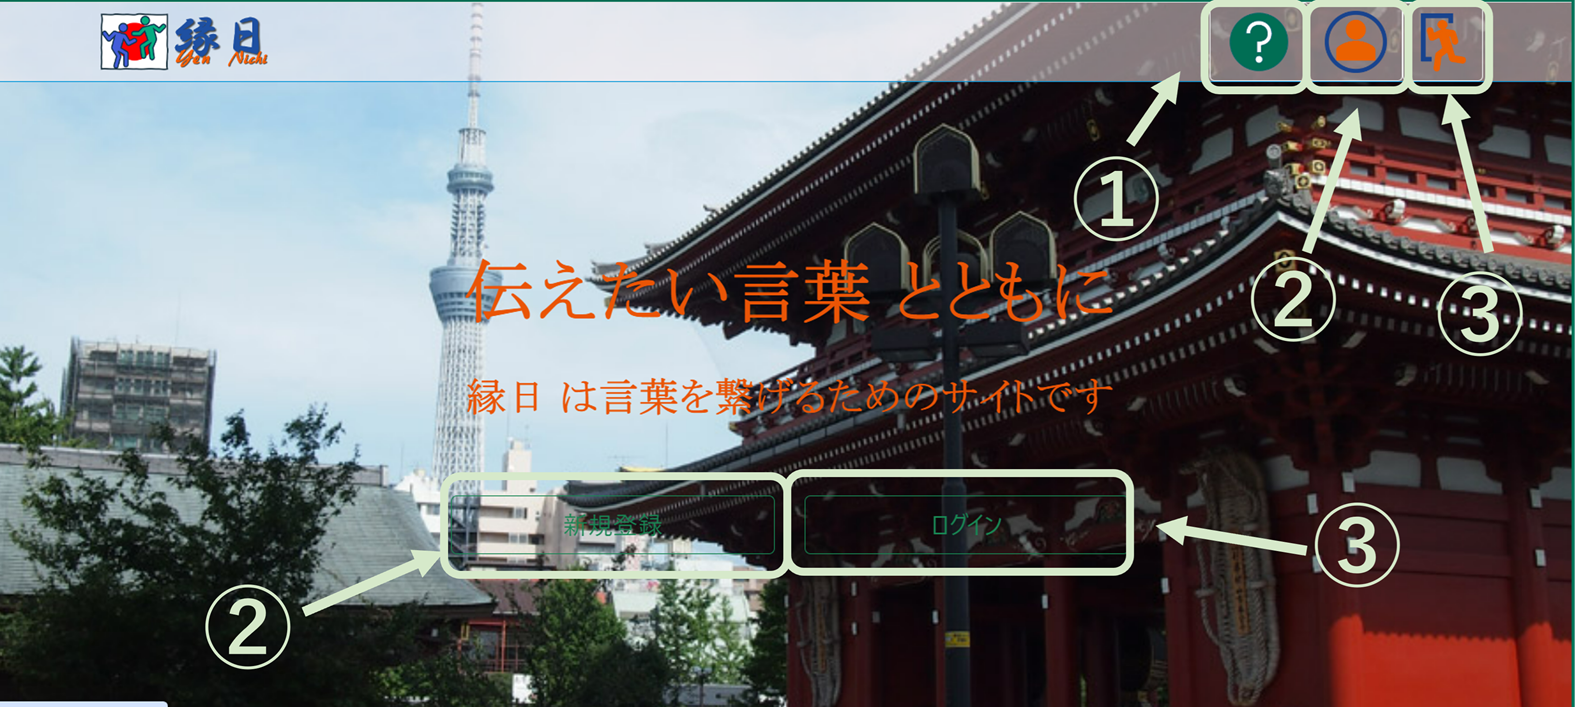 縁日
Yen Nichi
?
①
②
③
伝えたい言葉 とともに
縁日 は言葉を繋げるためのサイトです
新規登録
ログイン
③
②